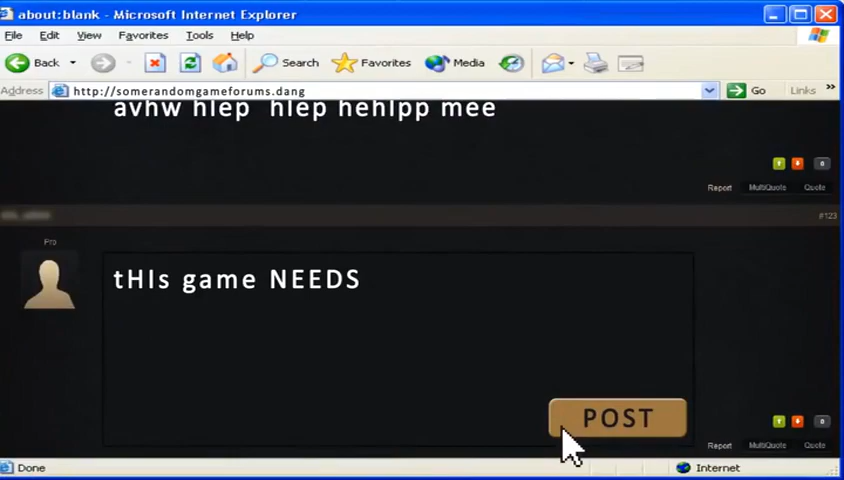 about:blank - Microsoft Internet Explorer
File Edit View Favorites Tools Help
Back Search Favorites Media
Address http://somerandomgameforums.dang Go Links »
avhw hlep hlep hehlpp mee
0
Report MultiQuote Quote
#123
Pro
tHIs game NEEDS
POST
0
Report MultiQuote Quote
Done Internet